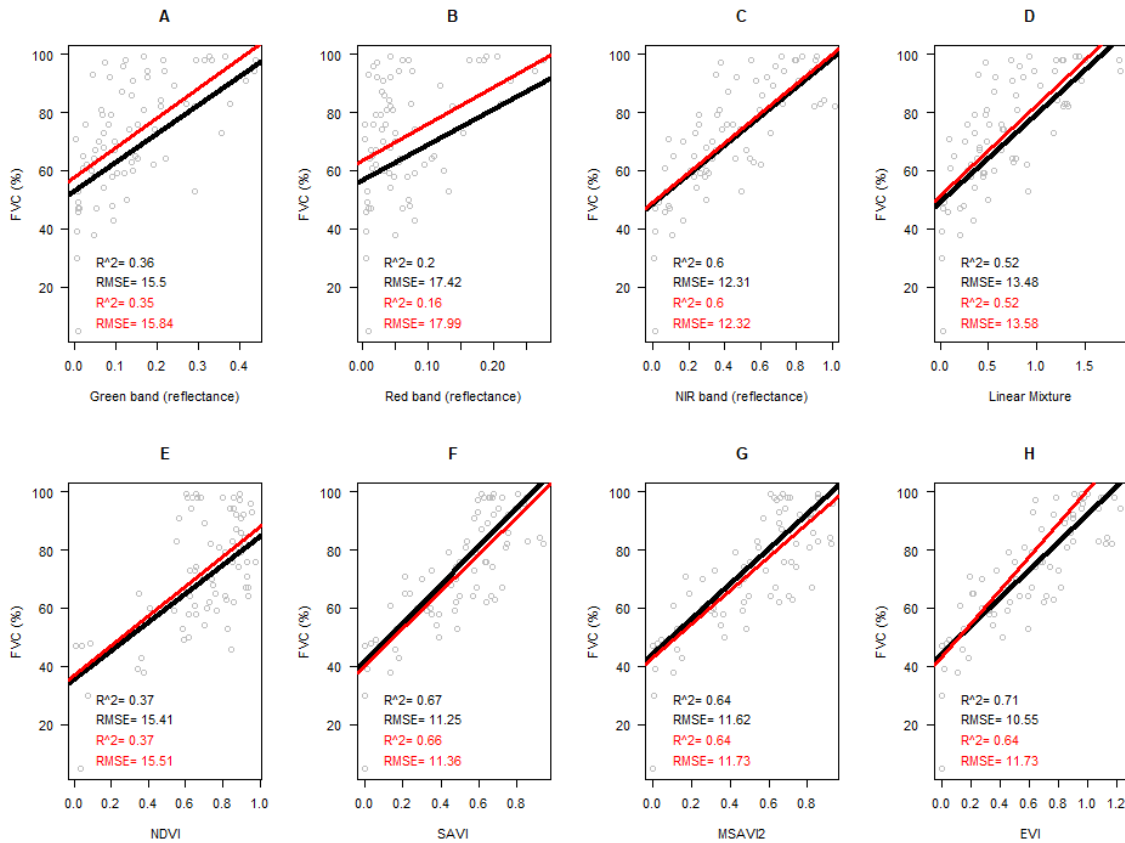 A
B
C
D
FVC (%)
100
80
60
40
20
R^2= 0.36
RMSE= 15.5
R^2= 0.35
RMSE= 15.84
0.0 0.1 0.2 0.3 0.4
Green band (reflectance)
FVC (%)
100
80
60
40
20
R^2= 0.2
RMSE= 17.42
R^2= 0.16
RMSE= 17.99
0.00 0.10 0.20
Red band (reflectance)
FVC (%)
100
80
60
40
20
R^2= 0.6
RMSE= 12.31
R^2= 0.6
RMSE= 12.32
0.0 0.2 0.4 0.6 0.8 1.0
NIR band (reflectance)
FVC (%)
100
80
60
40
20
R^2= 0.52
RMSE= 13.48
R^2= 0.52
RMSE= 13.58
0.0 0.5 1.0 1.5
Linear Mixture
E
F
G
H
FVC (%)
100
80
60
40
20
R^2= 0.37
RMSE= 15.41
R^2= 0.37
RMSE= 15.51
0.0 0.2 0.4 0.6 0.8 1.0
NDVI
FVC (%)
100
80
60
40
20
R^2= 0.67
RMSE= 11.25
R^2= 0.66
RMSE= 11.36
0.0 0.2 0.4 0.6 0.8
SAVI
FVC (%)
100
80
60
40
20
R^2= 0.64
RMSE= 11.62
R^2= 0.64
RMSE= 11.73
0.0 0.2 0.4 0.6 0.8
MSAVI2
FVC (%)
100
80
60
40
20
R^2= 0.71
RMSE= 10.55
R^2= 0.64
RMSE= 11.73
0.0 0.2 0.4 0.6 0.8 1.0 1.2
EVI